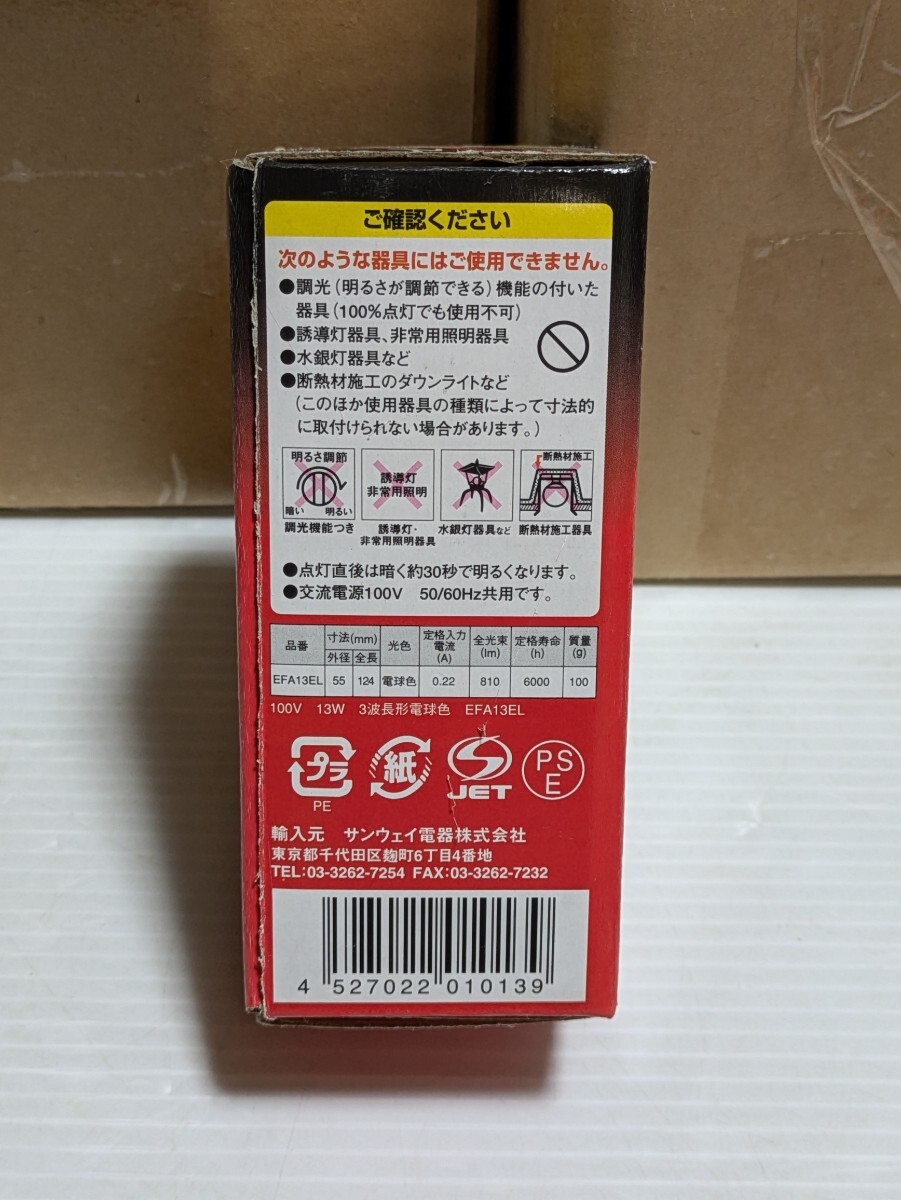 ご確認ください
次のような器具にはご使用できません。
●調光(明るさが調節できる)機能の付いた
器具(100%点灯でも使用不可)
●誘導灯器具、非常用照明器具
●水銀灯器具など
●断熱材施工のダウンライトなど
(このほか使用器具の種類によって寸法的
に取付けられない場合があります。)
明るさ調節
暗い 明るい
調光機能つき
誘導灯
非常用照明
誘導灯・
非常用照明器具
水銀灯器具など
断熱材施工
断熱材施工器具
●点灯直後は暗く約30秒で明るくなります。
●交流電源100V 50/60Hz共用です。
品番 寸法(mm) 外径 全長 光色 定格入力電流(A) 全光束(lm) 定格寿命(h) 質量(g)
EFA13EL 55 124 電球色 0.22 810 6000 100
100V 13W 3波長形電球色 EFA13EL
プラ
PE
紙
S
JET
PS
E
輸入元 サンウェイ電器株式会社
東京都千代田区麹町6丁目4番地
TEL:03-3262-7254 FAX:03-3262-7232
4 527022 010139